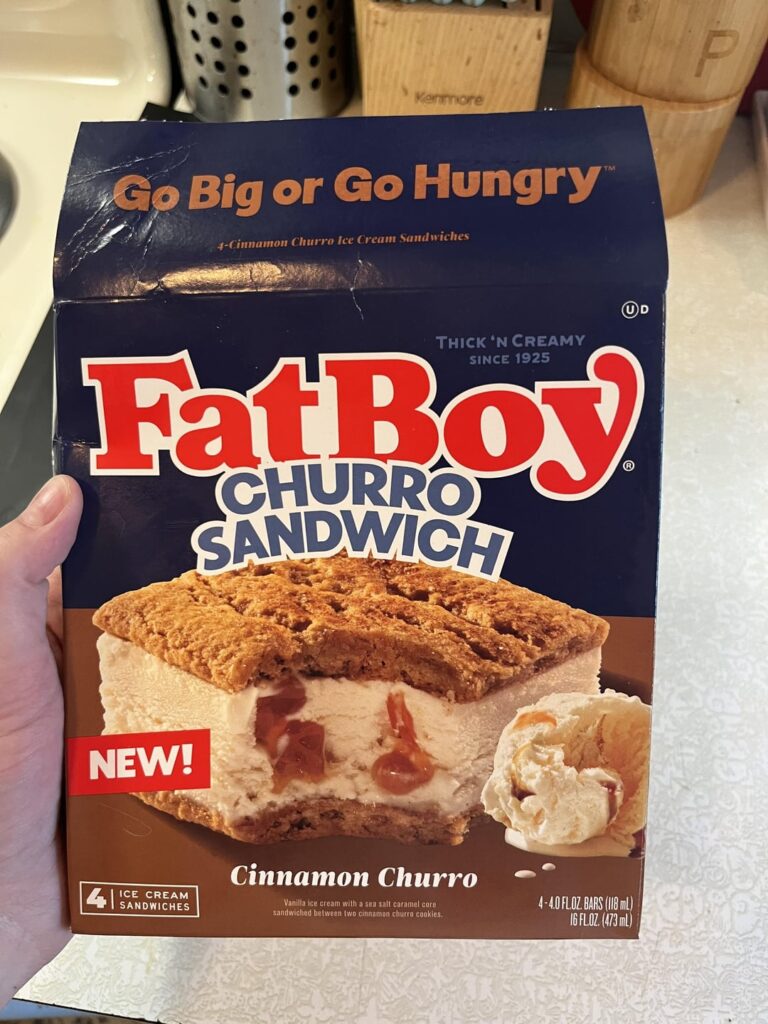 Kenmore
P
Go Big or Go Hungry™
4-Cinnamon Churro Ice Cream Sandwiches
Ⓤ D
THICK 'N CREAMY
SINCE 1925
FatBoy®
CHURRO
SANDWICH
NEW!
Cinnamon Churro
4 ICE CREAM
SANDWICHES
Vanilla ice cream with a sea salt caramel core
sandwiched between two cinnamon churro cookies.
4 - 4.0 FL.OZ. BARS (118 mL)
16 FL.OZ. (473 mL)